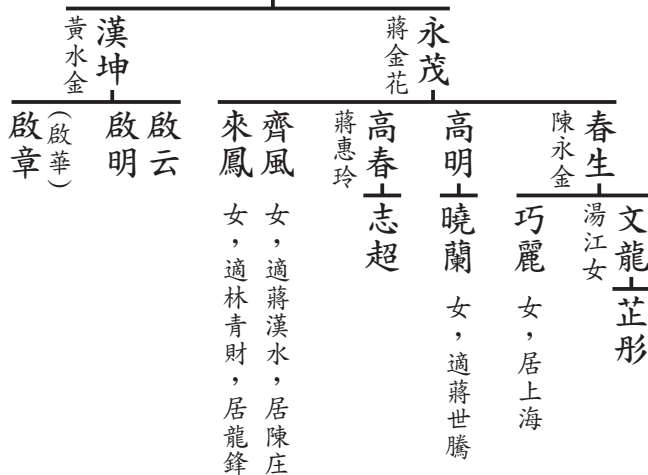 永茂
蔣金花
漢坤
黃水金
春生
陳永金
高明
高春
蔣惠玲
齊風
女，適蔣漢水，居陳庄
來鳳
女，適林青財，居龍鋒
啟云
啟明
啟章
(啟華)
文龍
湯江女
巧麗
女，居上海
曉蘭
女，適蔣世騰
志超
芷彤